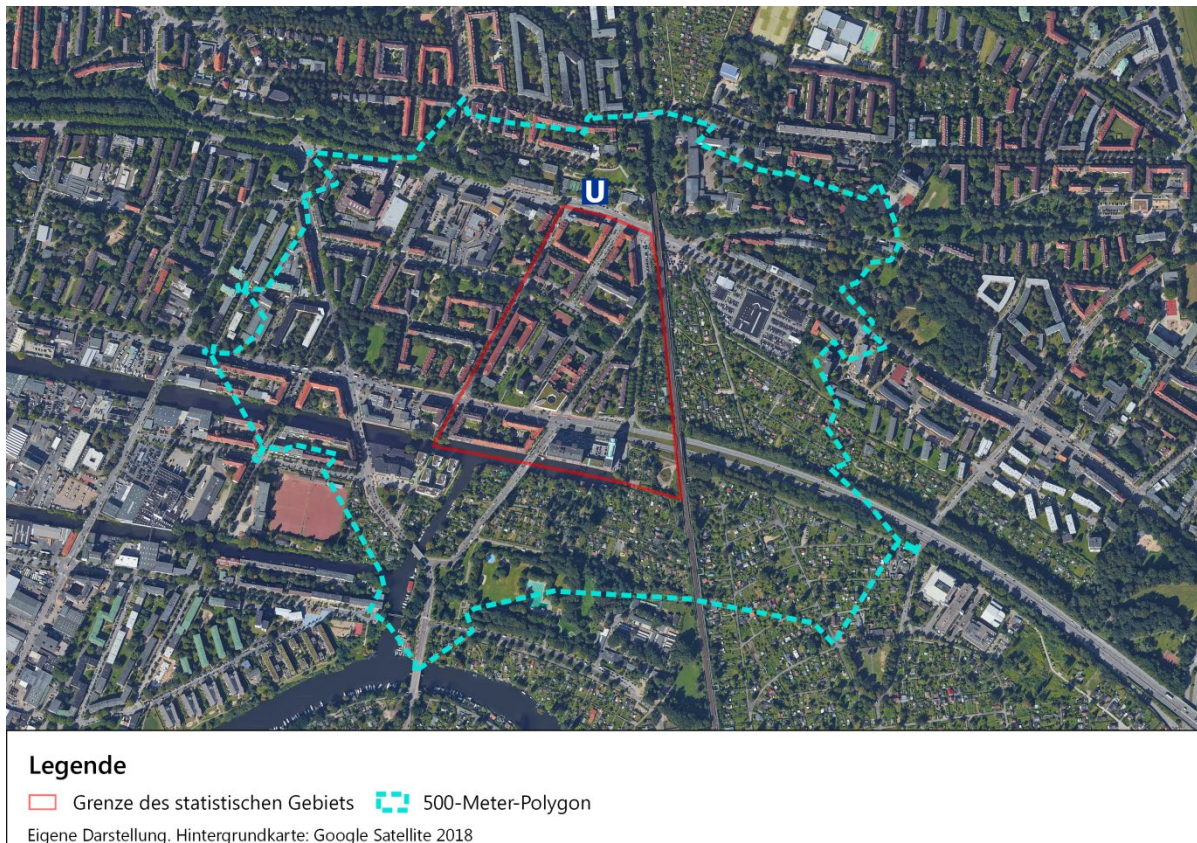 U
Legende
Grenze des statistischen Gebiets 500-Meter-Polygon
Eigene Darstellung. Hintergrundkarte: Google Satellite 2018